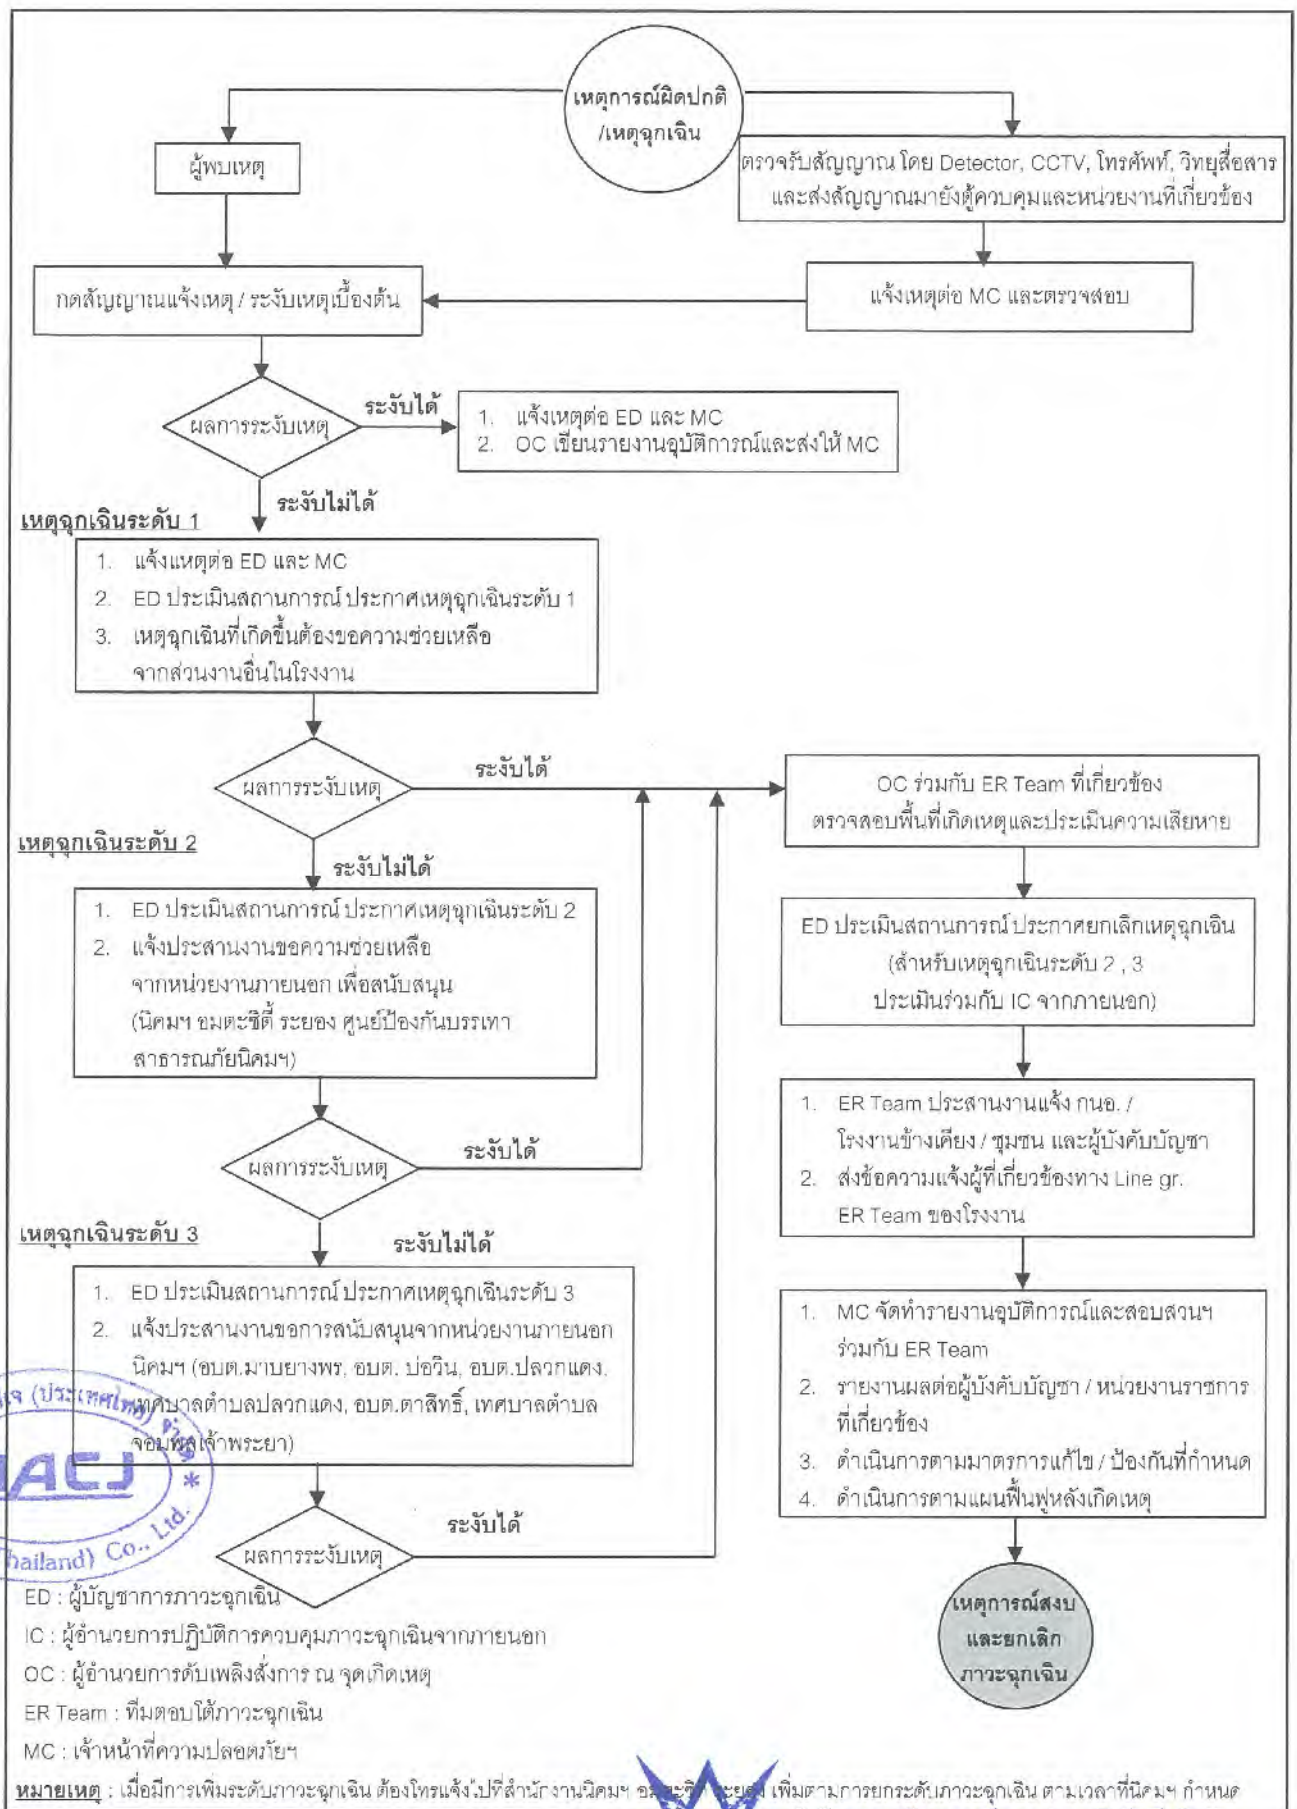 เหตุการณ์ผิดปกติ
/เหตุฉุกเฉิน
ผู้พบเหตุ
ตรวจรับสัญญาณ โดย Detector, CCTV, โทรศัพท์, วิทยุสื่อสาร
และส่งสัญญาณมายังตู้ควบคุมและหน่วยงานที่เกี่ยวข้อง
กดสัญญาณแจ้งเหตุ / ระงับเหตุเบื้องต้น
แจ้งเหตุต่อ MC และตรวจสอบ
ผลการระงับเหตุ
ระงับได้
1. แจ้งเหตุต่อ ED และ MC
2. OC เขียนรายงานอุบัติการณ์และส่งให้ MC
ระงับไม่ได้
เหตุฉุกเฉินระดับ 1
1. แจ้งแหตุต่อ ED และ MC
2. ED ประเมินสถานการณ์ ประกาศเหตุฉุกเฉินระดับ 1
3. เหตุฉุกเฉินที่เกิดขึ้นต้องขอความช่วยเหลือ
จากส่วนงานอื่นในโรงงาน
ผลการระงับเหตุ
ระงับได้
OC ร่วมกับ ER Team ที่เกี่ยวข้อง
ตรวจสอบพื้นที่เกิดเหตุและประเมินความเสียหาย
เหตุฉุกเฉินระดับ 2
ระงับไม่ได้
1. ED ประเมินสถานการณ์ ประกาศเหตุฉุกเฉินระดับ 2
2. แจ้งประสานงานขอความช่วยเหลือ
จากหน่วยงานภายนอก เพื่อสนับสนุน
(นิคมฯ อมตะซิตี้ ระยอง ศูนย์ป้องกันบรรเทา
สาธารณภัยนิคมฯ)
ED ประเมินสถานการณ์ ประกาศยกเลิกเหตุฉุกเฉิน
(สำหรับเหตุฉุกเฉินระดับ 2 , 3
ประเมินร่วมกับ IC จากภายนอก)
ผลการระงับเหตุ
ระงับได้
1. ER Team ประสานงานแจ้ง กนอ. /
โรงงานข้างเคียง / ชุมชน และผู้บังคับบัญชา
2. ส่งข้อความแจ้งผู้ที่เกี่ยวข้องทาง Line gr.
ER Team ของโรงงาน
เหตุฉุกเฉินระดับ 3
ระงับไม่ได้
1. ED ประเมินสถานการณ์ ประกาศเหตุฉุกเฉินระดับ 3
2. แจ้งประสานงานขอการสนับสนุนจากหน่วยงานภายนอก
นิคมฯ (อบต.มาบยางพร, อบต. บ่อวิน, อบต.ปลวกแดง,
เทศบาลตำบลปลวกแดง, อบต.ตาสิทธิ์, เทศบาลตำบล
จอมพลเจ้าพระยา)
1. MC จัดทำรายงานอุบัติการณ์และสอบสวนฯ
ร่วมกับ ER Team
2. รายงานผลต่อผู้บังคับบัญชา / หน่วยงานราชการ
ที่เกี่ยวข้อง
3. ดำเนินการตามมาตรการแก้ไข / ป้องกันที่กำหนด
4. ดำเนินการตามแผนฟื้นฟูหลังเกิดเหตุ
(ประเทศไทย) จำกัด *
ACJ
Thailand) Co., Ltd.
ผลการระงับเหตุ
ระงับได้
เหตุการณ์สงบ
และยกเลิก
ภาวะฉุกเฉิน
ED : ผู้บัญชาการภาวะฉุกเฉิน
IC : ผู้อำนวยการปฏิบัติการควบคุมภาวะฉุกเฉินจากภายนอก
OC : ผู้อำนวยการดับเพลิงสั่งการ ณ จุดเกิดเหตุ
ER Team : ทีมตอบโต้ภาวะฉุกเฉิน
MC : เจ้าหน้าที่ความปลอดภัยฯ
หมายเหตุ : เมื่อมีการเพิ่มระดับภาวะฉุกเฉิน ต้องโทรแจ้งไปที่สำนักงานนิคมฯ อมตะซิตี้ ระยอง เพิ่มตามการยกระดับภาวะฉุกเฉิน ตามเวลาที่นิคมฯ กำหนด